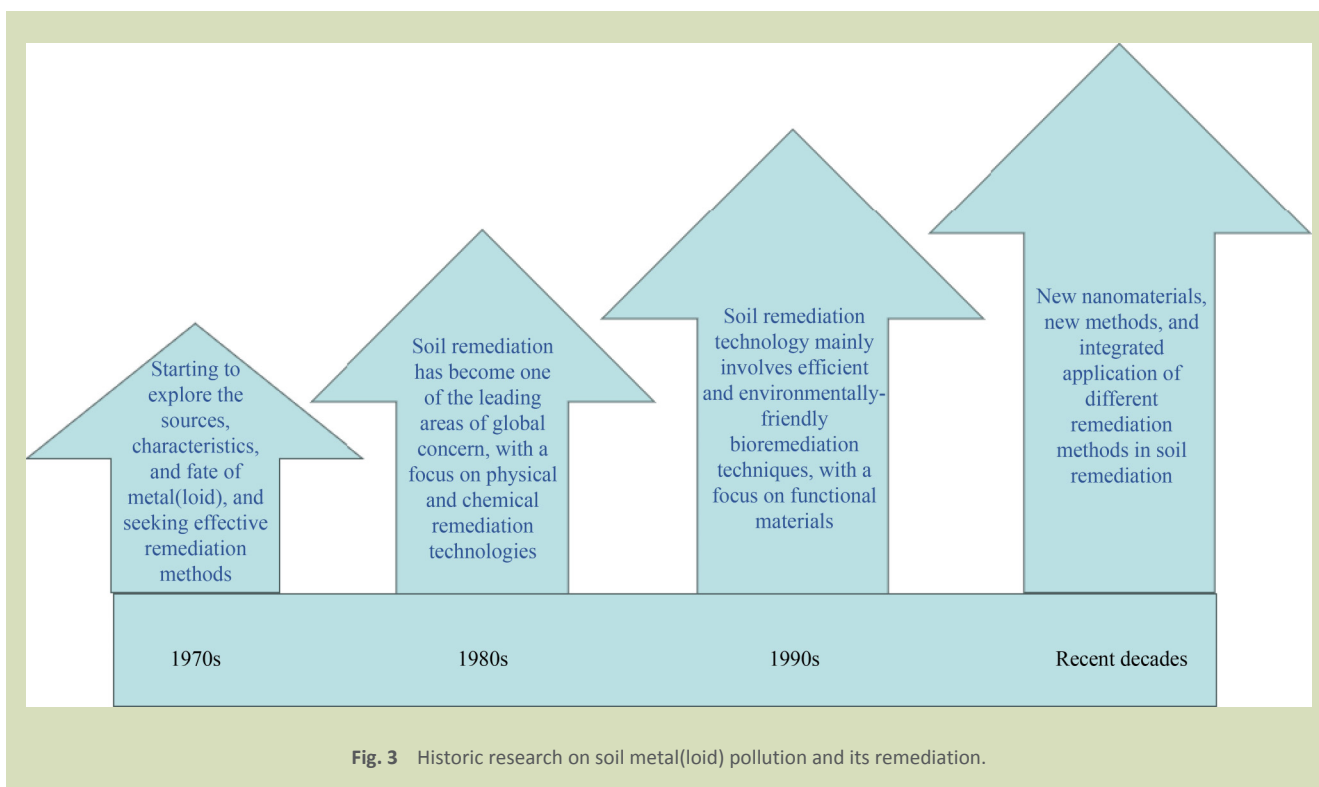 Starting to
explore the
sources,
characteristics,
and fate of
metal(loid), and
seeking effective
remediation
methods
Soil remediation
has become one
of the leading
areas of global
concern, with a
focus on physical
and chemical
remediation
technologies
Soil remediation
technology mainly
involves efficient
and environmentally-
friendly
bioremediation
techniques, with a
focus on functional
materials
New nanomaterials,
new methods, and
integrated
application of
different
remediation
methods in soil
remediation
1970s
1980s
1990s
Recent decades
Fig. 3 Historic research on soil metal(loid) pollution and its remediation.